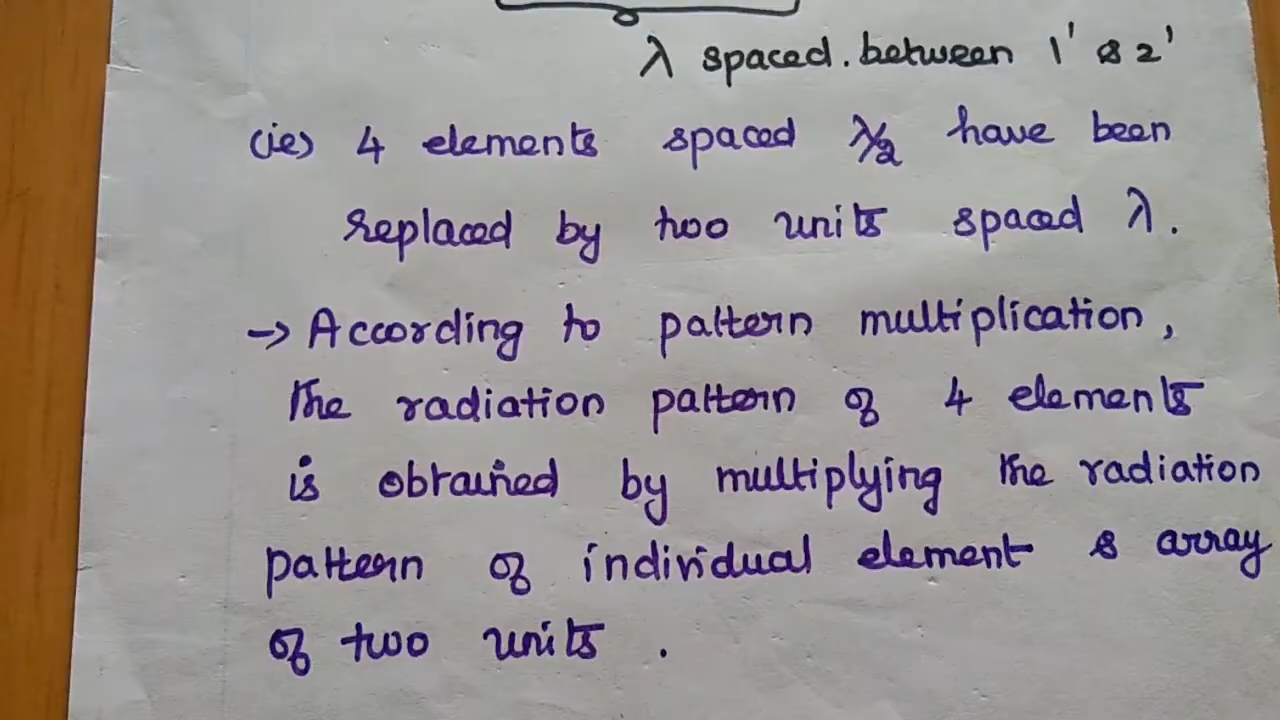 λ spaced. between 1' & 2'
(ie) 4 elements spaced λ/2 have been
replaced by two units spaced λ.
→ According to pattern multiplication,
the radiation pattern of 4 elements
is obtained by multiplying the radiation
pattern of individual element & array
of two units.